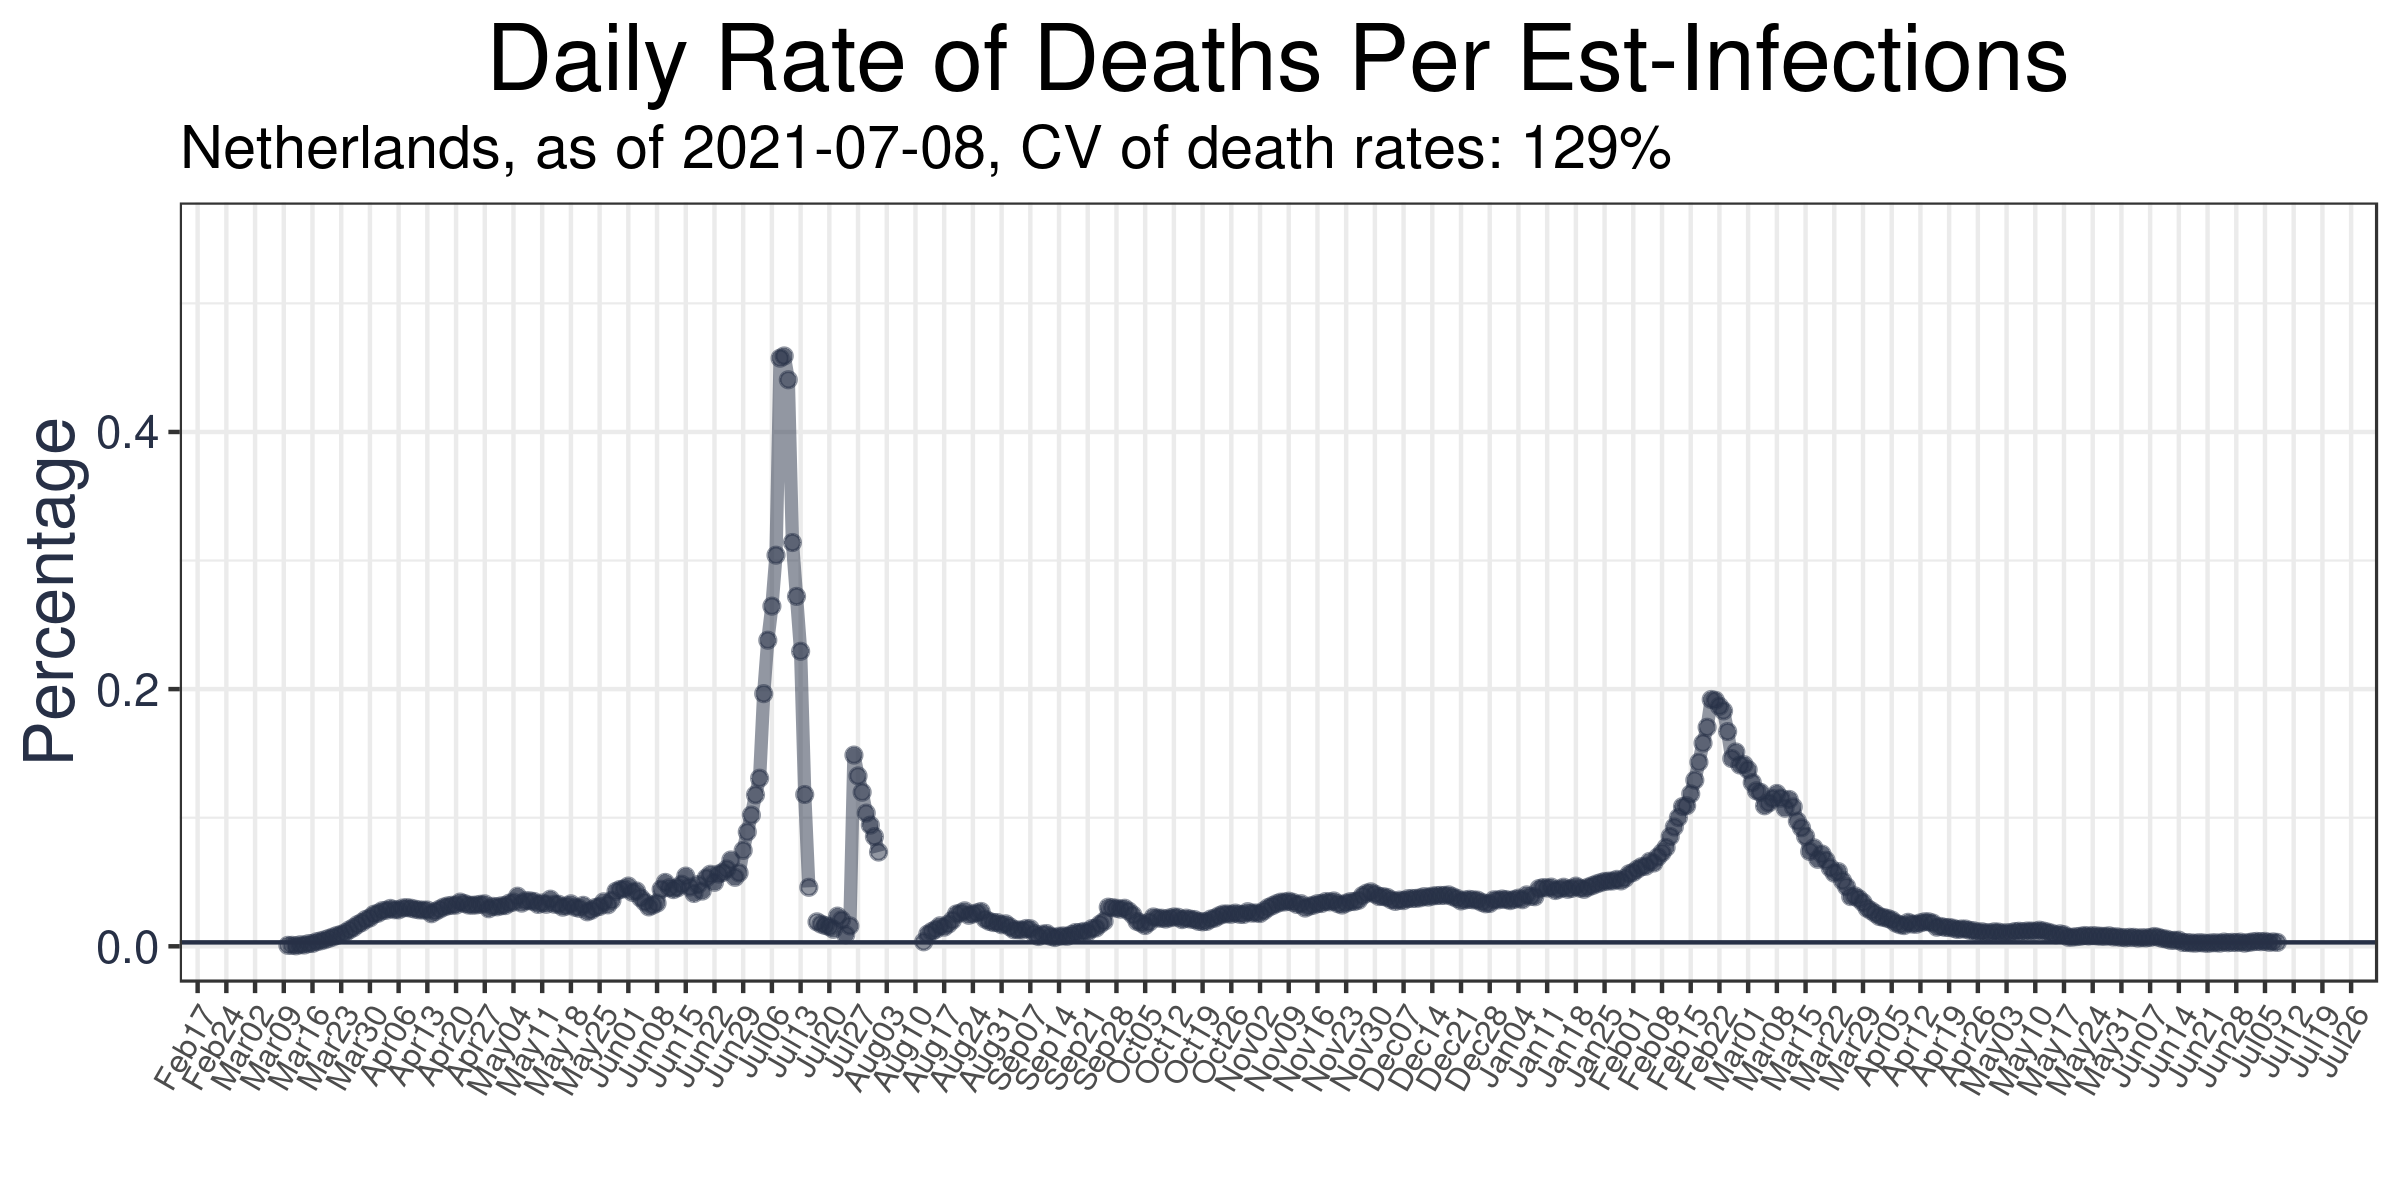 Daily Rate of Deaths Per Est-Infections
Netherlands, as of 2021-07-08, CV of death rates: 129%
Percentage
0.4
0.2
0.0
Feb17 Feb24 Mar02 Mar09 Mar16 Mar23 Mar30 Apr06 Apr13 Apr20 Apr27 May04 May11 May18 May25 Jun01 Jun08 Jun15 Jun22 Jun29 Jul06 Jul13 Jul20 Jul27 Aug03 Aug10 Aug17 Aug24 Aug31 Sep07 Sep14 Sep21 Sep28 Oct05 Oct12 Oct19 Oct26 Nov02 Nov09 Nov16 Nov23 Nov30 Dec07 Dec14 Dec21 Dec28 Jan04 Jan11 Jan18 Jan25 Feb01 Feb08 Feb15 Feb22 Mar01 Mar08 Mar15 Mar22 Mar29 Apr05 Apr12 Apr19 Apr26 May03 May10 May17 May24 May31 Jun07 Jun14 Jun21 Jun28 Jul05 Jul12 Jul19 Jul26